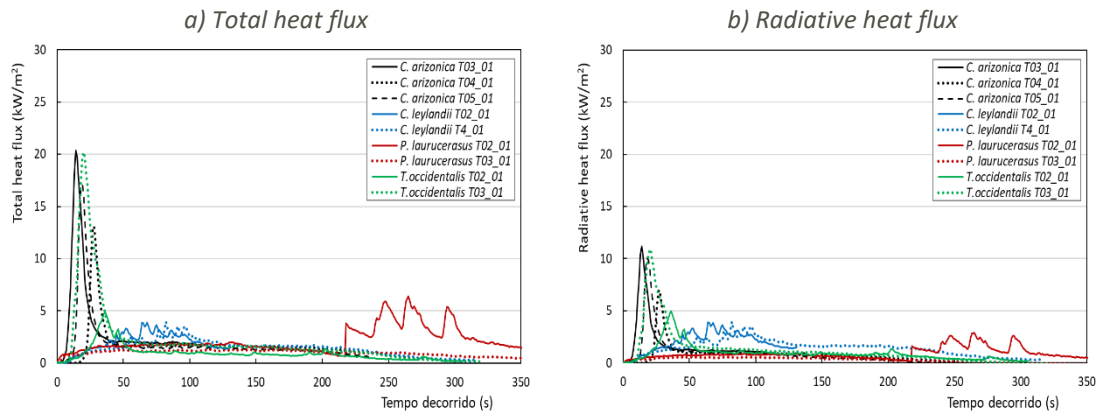 a) Total heat flux
30
25
20
15
10
5
0
Total heat flux (kW/m²)
0 50 100 150 200 250 300 350
Tempo decorrido (s)
C. arizonica T03_01
C. arizonica T04_01
C. arizonica T05_01
C. leylandii T02_01
C. leylandii T4_01
P. laurucerasus T02_01
P. laurucerasus T03_01
T.occidentalis T02_01
T.occidentalis T03_01
b) Radiative heat flux
30
25
20
15
10
5
0
Radiative heat flux (kW/m²)
0 50 100 150 200 250 300 350
Tempo decorrido (s)
C. arizonica T03_01
C. arizonica T04_01
C. arizonica T05_01
C. leylandii T02_01
C. leylandii T4_01
P. laurucerasus T02_01
P. laurucerasus T03_01
T.occidentalis T02_01
T.occidentalis T03_01